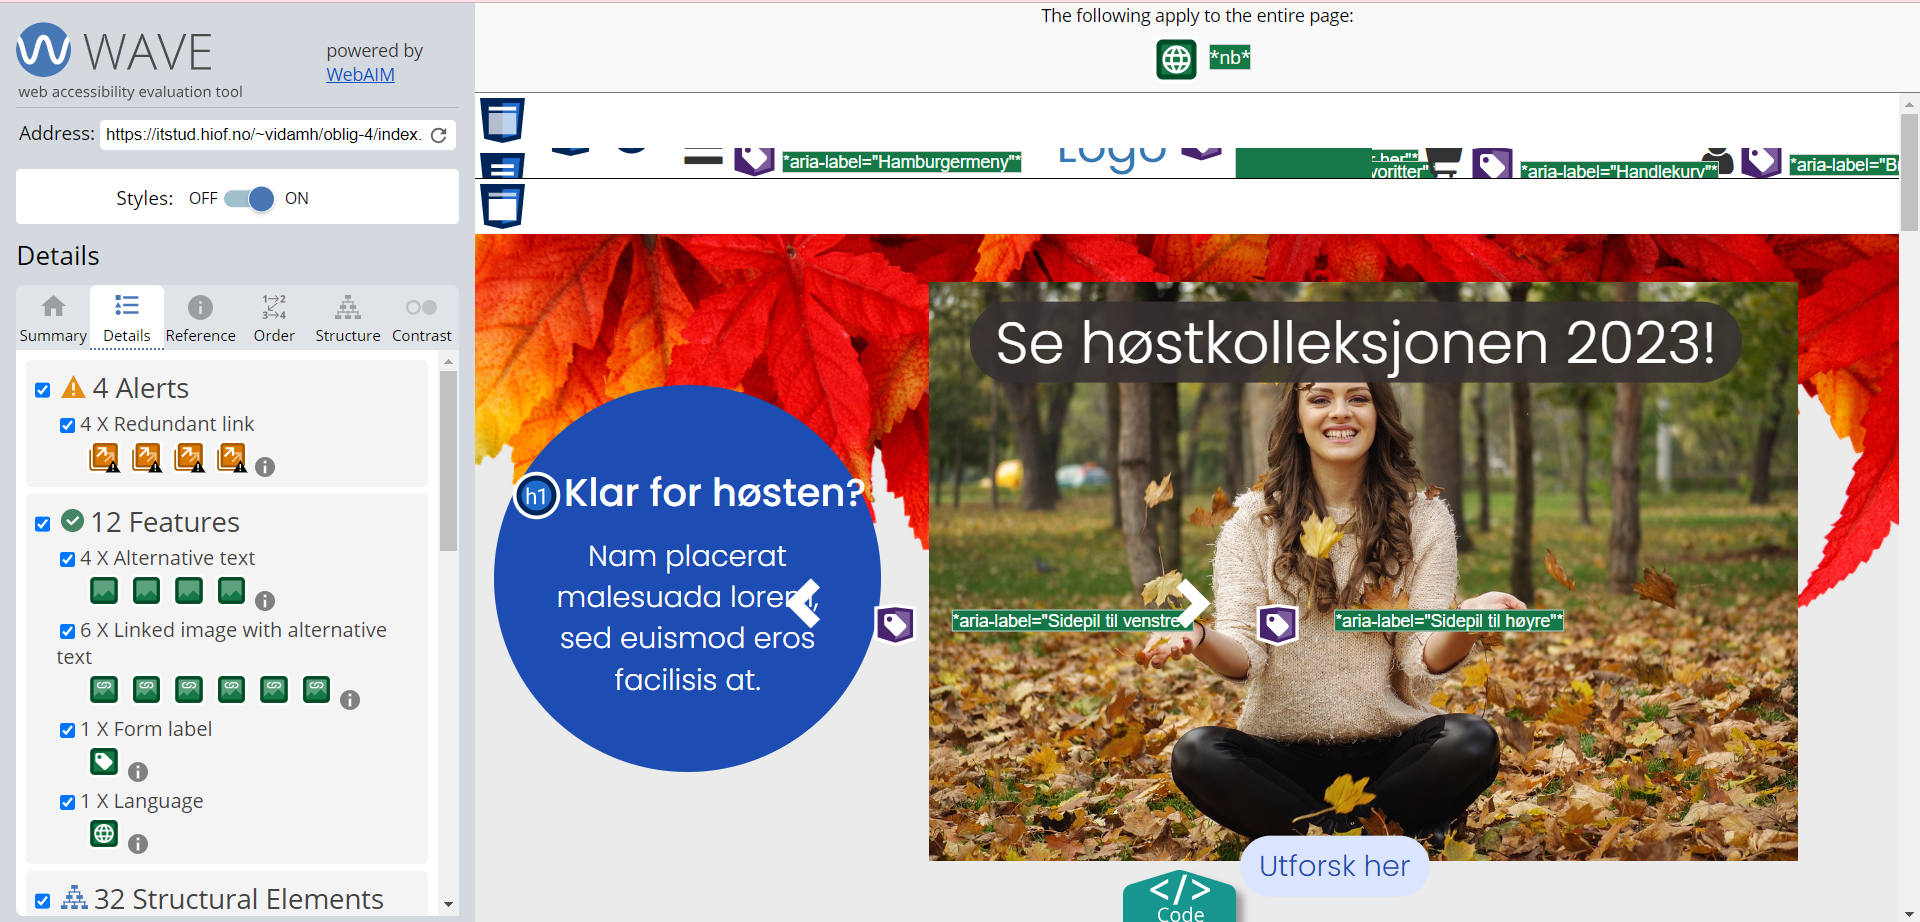 WAVE
web accessibility evaluation tool
powered by
WebAIM
Address: https://itstud.hiof.no/~vidamh/oblig-4/index.
Styles: OFF ON
Details
Summary Details Reference Order Structure Contrast
4 Alerts
4 X Redundant link
12 Features
4 X Alternative text
6 X Linked image with alternative
text
1 X Form label
1 X Language
32 Structural Elements
The following apply to the entire page:
*nb*
*aria-label="Hamburgermeny"*
Logo
r her"*
voritter"
*aria-label="Handlekurv"*
*aria-label="B
Se høstkolleksjonen 2023!
h1 Klar for høsten?
Nam placerat
malesuada lorem,
sed euismod eros
facilisis at.
*aria-label="Sidepil til venstre
*aria-label="Sidepil til høyre"*
Utforsk her
</>
Code